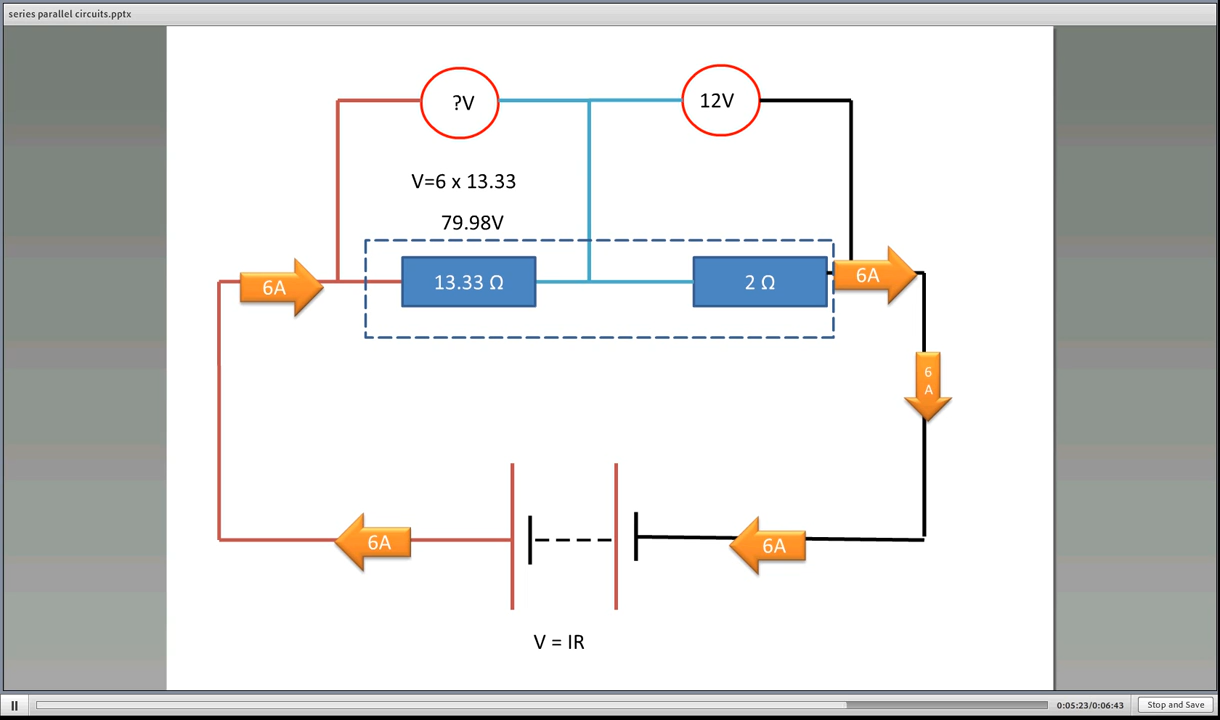 series parallel circuits.pptx
?V
12V
V=6 x 13.33
79.98V
6A
13.33 Ω
2 Ω
6A
6
A
6A
6A
V = IR
0:05:23/0:06:43
Stop and Save